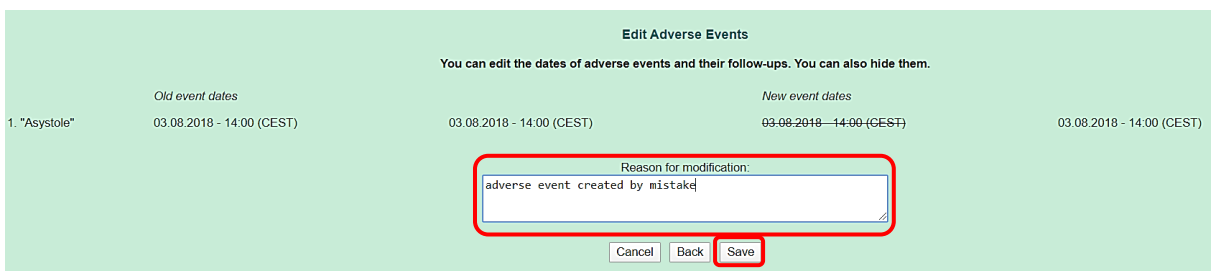 Edit Adverse Events
You can edit the dates of adverse events and their follow-ups. You can also hide them.
Old event dates New event dates
1. "Asystole" 03.08.2018 - 14:00 (CEST) 03.08.2018 - 14:00 (CEST) 03.08.2018 - 14:00 (CEST) 03.08.2018 - 14:00 (CEST)
Reason for modification:
adverse event created by mistake
Cancel Back Save